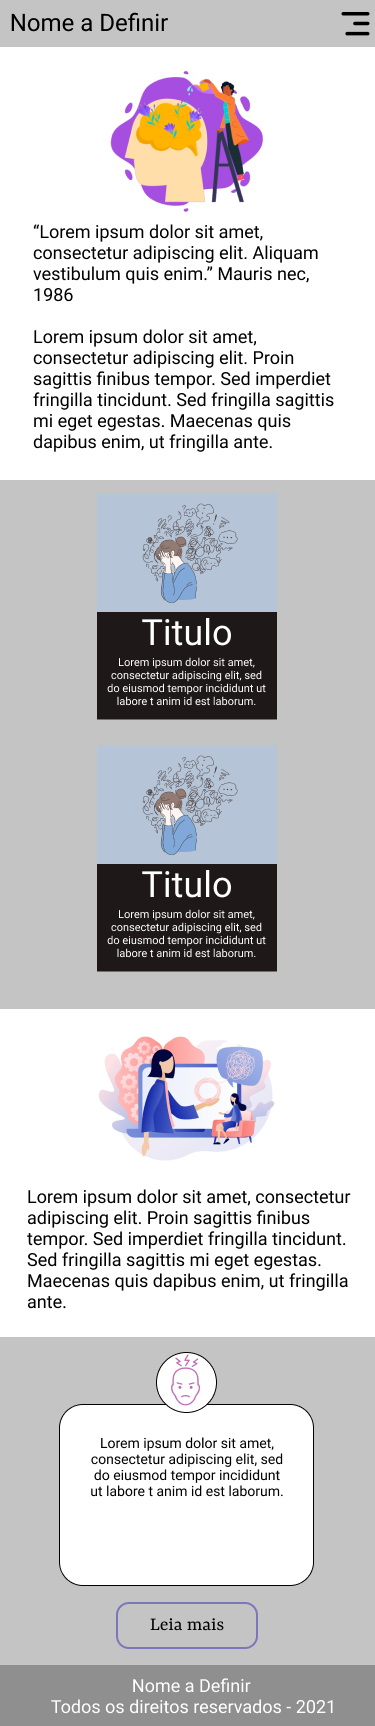 Nome a Definir
“Lorem ipsum dolor sit amet,
consectetur adipiscing elit. Aliquam
vestibulum quis enim.” Mauris nec,
1986
Lorem ipsum dolor sit amet,
consectetur adipiscing elit. Proin
sagittis finibus tempor. Sed imperdiet
fringilla tincidunt. Sed fringilla sagittis
mi eget egestas. Maecenas quis
dapibus enim, ut fringilla ante.
Titulo
Lorem ipsum dolor sit amet,
consectetur adipiscing elit, sed
do eiusmod tempor incididunt ut
labore t anim id est laborum.
Titulo
Lorem ipsum dolor sit amet,
consectetur adipiscing elit, sed
do eiusmod tempor incididunt ut
labore t anim id est laborum.
Lorem ipsum dolor sit amet, consectetur
adipiscing elit. Proin sagittis finibus
tempor. Sed imperdiet fringilla tincidunt.
Sed fringilla sagittis mi eget egestas.
Maecenas quis dapibus enim, ut fringilla
ante.
Lorem ipsum dolor sit amet,
consectetur adipiscing elit, sed
do eiusmod tempor incididunt
ut labore t anim id est laborum.
Leia mais
Nome a Definir
Todos os direitos reservados - 2021